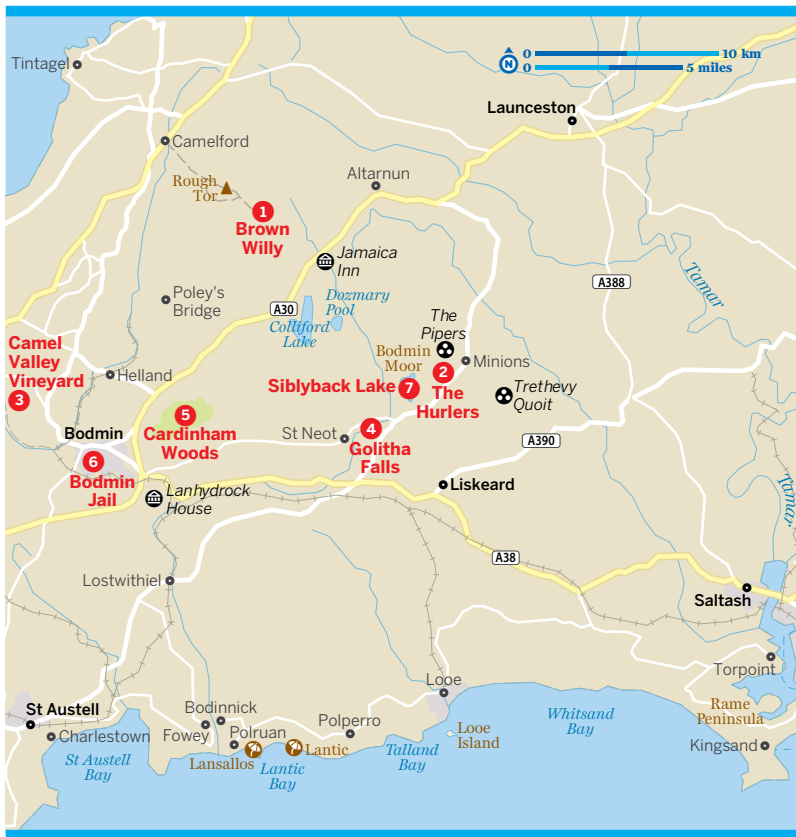 0 10 km
N
0 5 miles
Tintagel
Launceston
Camelford
Altarnun
Rough
Tor
1
Brown
Willy
Jamaica
Inn
Tamar
A388
Poley's
Bridge
A30
Dozmary
Pool
Colliford
Lake
The
Pipers
Camel
Valley
Vineyard
3
Bodmin
Moor
Minions
Helland
Siblyback Lake 7
2
The
Hurlers
Trethevy
Quoit
5
Cardinham
Woods
Bodmin
St Neot
4
Golitha
Falls
A390
6
Bodmin
Jail
Lanhydrock
House
Liskeard
Tamar
A38
Lostwithiel
Saltash
Torpoint
Looe
St Austell
Charlestown
Bodinnick
Fowey
Polruan
Polperro
Whitsand
Bay
Rame
Peninsula
Looe
Island
Kingsand
St Austell
Bay
Lansallos
Lantic
Lantic
Bay
Talland
Bay